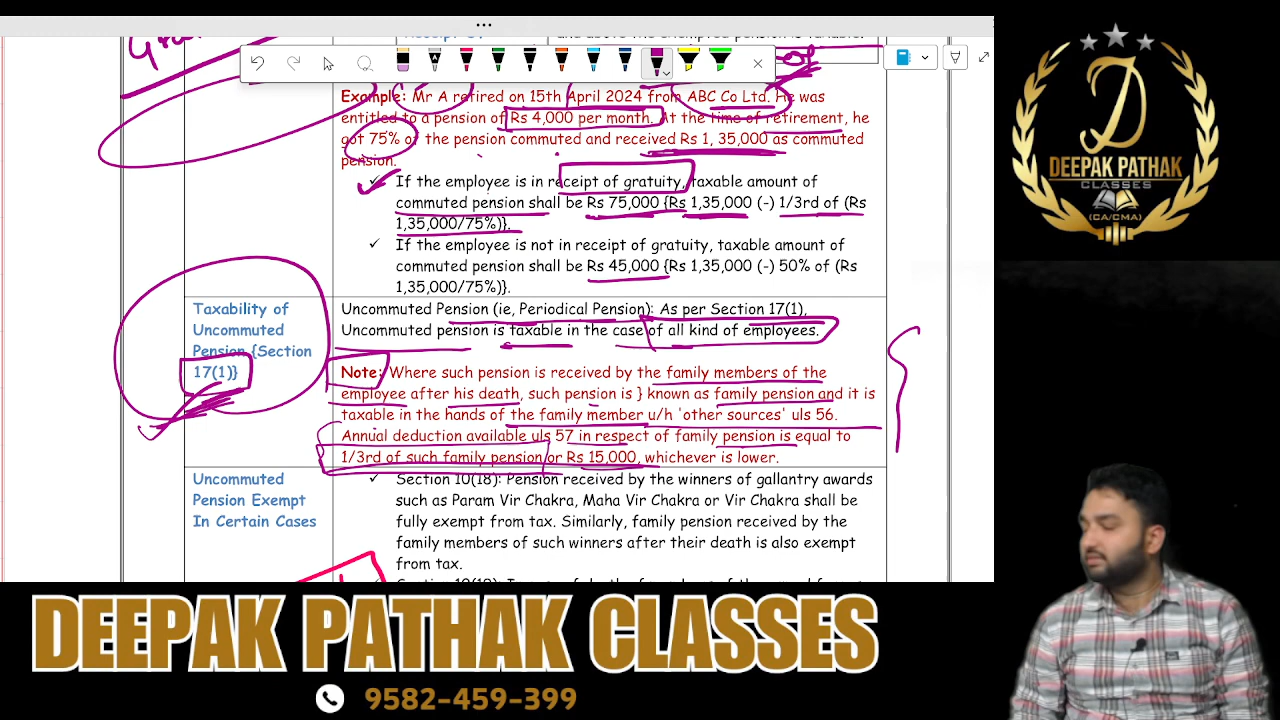 and above the exempted pension is taxable.
Example: Mr A retired on 15th April 2024 from ABC Co Ltd. He was
entitled to a pension of Rs 4,000 per month. At the time of retirement, he
got 75% of the pension commuted and received Rs 1, 35,000 as commuted
pension.
✓ If the employee is in receipt of gratuity, taxable amount of
commuted pension shall be Rs 75,000 {Rs 1,35,000 (-) 1/3rd of (Rs
1,35,000/75%)}.
✓ If the employee is not in receipt of gratuity, taxable amount of
commuted pension shall be Rs 45,000 {Rs 1,35,000 (-) 50% of (Rs
1,35,000/75%)}.
Taxability of
Uncommuted
Pension {Section
17(1)}
Uncommuted Pension (ie, Periodical Pension): As per Section 17(1),
Uncommuted pension is taxable in the case of all kind of employees.
Note: Where such pension is received by the family members of the
employee after his death, such pension is } known as family pension and it is
taxable in the hands of the family member u/h 'other sources' uls 56.
Annual deduction available uls 57 in respect of family pension is equal to
1/3rd of such family pension or Rs 15,000, whichever is lower.
Uncommuted
Pension Exempt
In Certain Cases
✓ Section 10(18): Pension received by the winners of gallantry awards
such as Param Vir Chakra, Maha Vir Chakra or Vir Chakra shall be
fully exempt from tax. Similarly, family pension received by the
family members of such winners after their death is also exempt
from tax.
D
DEEPAK PATHAK
CLASSES
(CA/CMA)
DEEPAK PATHAK CLASSES
9582-459-399